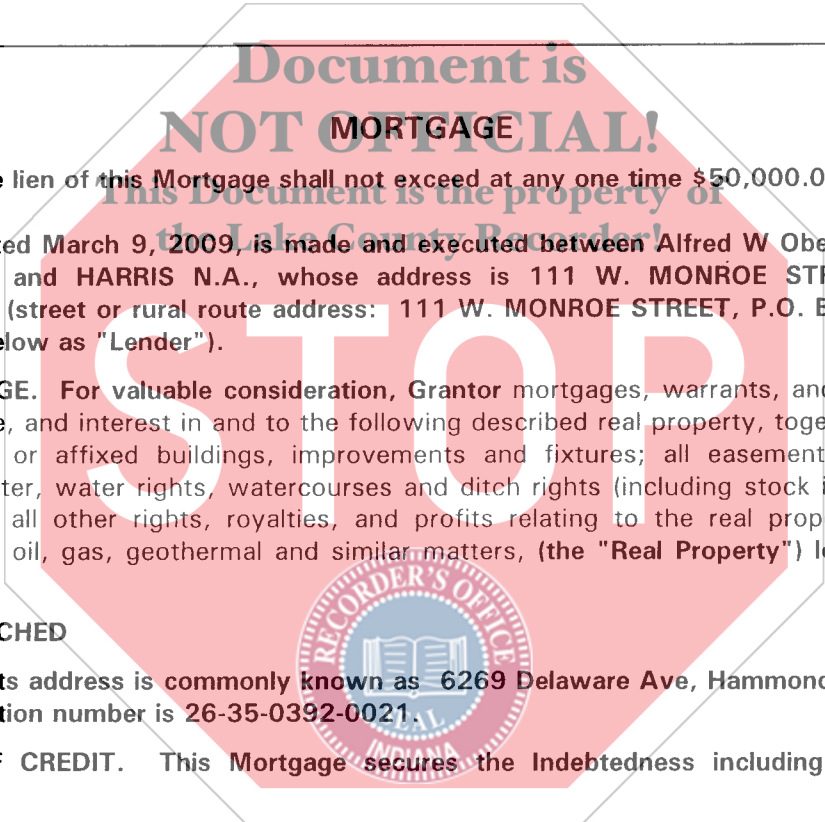 Document is
NOT OFFICIAL!
MORTGAGE
lien of this Mortgage shall not exceed at any one time $50,000.0
This Document is the property of
the Lake County Recorder!
ted March 9, 2009, is made and executed between Alfred W Obe
and HARRIS N.A., whose address is 111 W. MONROE STR
(street or rural route address: 111 W. MONROE STREET, P.O. B
elow as "Lender").
GE. For valuable consideration, Grantor mortgages, warrants, and
e, and interest in and to the following described real property, toge
or affixed buildings, improvements and fixtures; all easement
ter, water rights, watercourses and ditch rights (including stock i
all other rights, royalties, and profits relating to the real prop
oil, gas, geothermal and similar matters, (the "Real Property") l
STOP
CHED
ts address is commonly known as 6269 Delaware Ave, Hammond
tion number is 26-35-0392-0021.
F CREDIT. This Mortgage secures the Indebtedness including
RECORDER'S OFFICE
SEAL
INDIANA